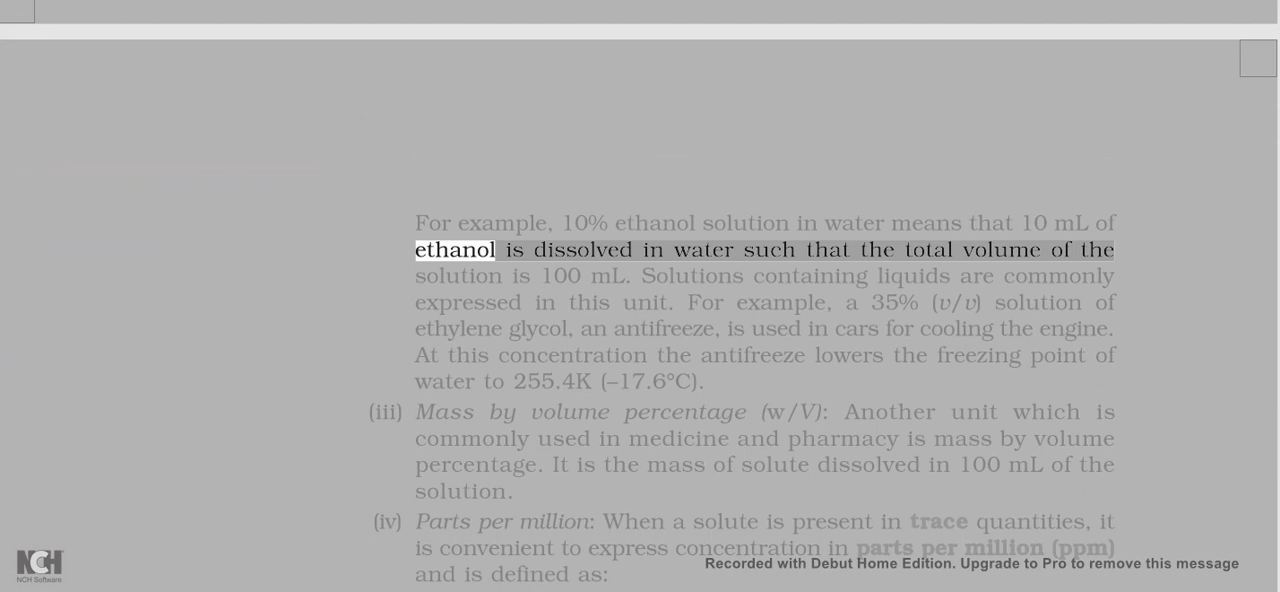 For example, 10% ethanol solution in water means that 10 mL of
ethanol is dissolved in water such that the total volume of the
solution is 100 mL. Solutions containing liquids are commonly
expressed in this unit. For example, a 35% (v/v) solution of
ethylene glycol, an antifreeze, is used in cars for cooling the engine.
At this concentration the antifreeze lowers the freezing point of
water to 255.4K (–17.6°C).
(iii) Mass by volume percentage (w/V): Another unit which is
commonly used in medicine and pharmacy is mass by volume
percentage. It is the mass of solute dissolved in 100 mL of the
solution.
(iv) Parts per million: When a solute is present in trace quantities, it
is convenient to express concentration in parts per million (ppm)
and is defined as:
Recorded with Debut Home Edition. Upgrade to Pro to remove this message
NCH
NCH Software